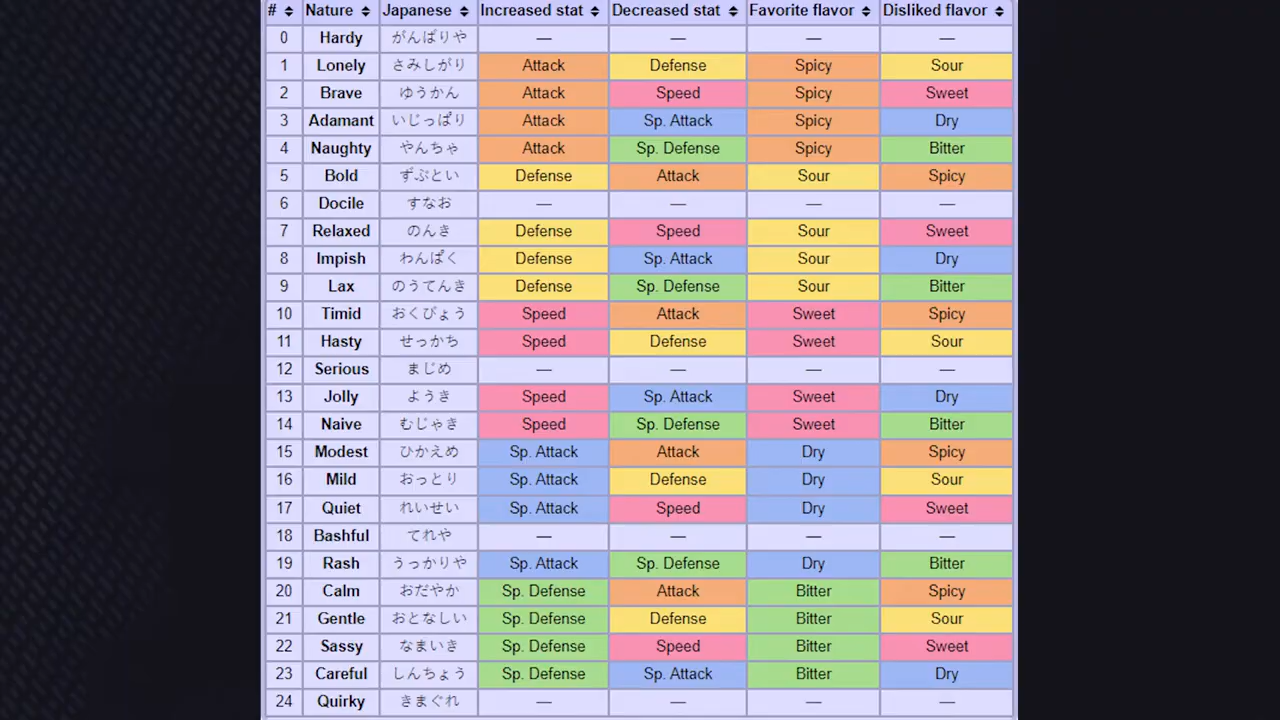 # Nature Japanese Increased stat Decreased stat Favorite flavor Disliked flavor
0 Hardy がんばりや — — — —
1 Lonely さみしがり Attack Defense Spicy Sour
2 Brave ゆうかん Attack Speed Spicy Sweet
3 Adamant いじっぱり Attack Sp. Attack Spicy Dry
4 Naughty やんちゃ Attack Sp. Defense Spicy Bitter
5 Bold ずぶとい Defense Attack Sour Spicy
6 Docile すなお — — — —
7 Relaxed のんき Defense Speed Sour Sweet
8 Impish わんぱく Defense Sp. Attack Sour Dry
9 Lax のうてんき Defense Sp. Defense Sour Bitter
10 Timid おくびょう Speed Attack Sweet Spicy
11 Hasty せっかち Speed Defense Sweet Sour
12 Serious まじめ — — — —
13 Jolly ようき Speed Sp. Attack Sweet Dry
14 Naive むじゃき Speed Sp. Defense Sweet Bitter
15 Modest ひかえめ Sp. Attack Attack Dry Spicy
16 Mild おっとり Sp. Attack Defense Dry Sour
17 Quiet れいせい Sp. Attack Speed Dry Sweet
18 Bashful てれや — — — —
19 Rash うっかりや Sp. Attack Sp. Defense Dry Bitter
20 Calm おだやか Sp. Defense Attack Bitter Spicy
21 Gentle おとなしい Sp. Defense Defense Bitter Sour
22 Sassy なまいき Sp. Defense Speed Bitter Sweet
23 Careful しんちょう Sp. Defense Sp. Attack Bitter Dry
24 Quirky きまぐれ — — — —